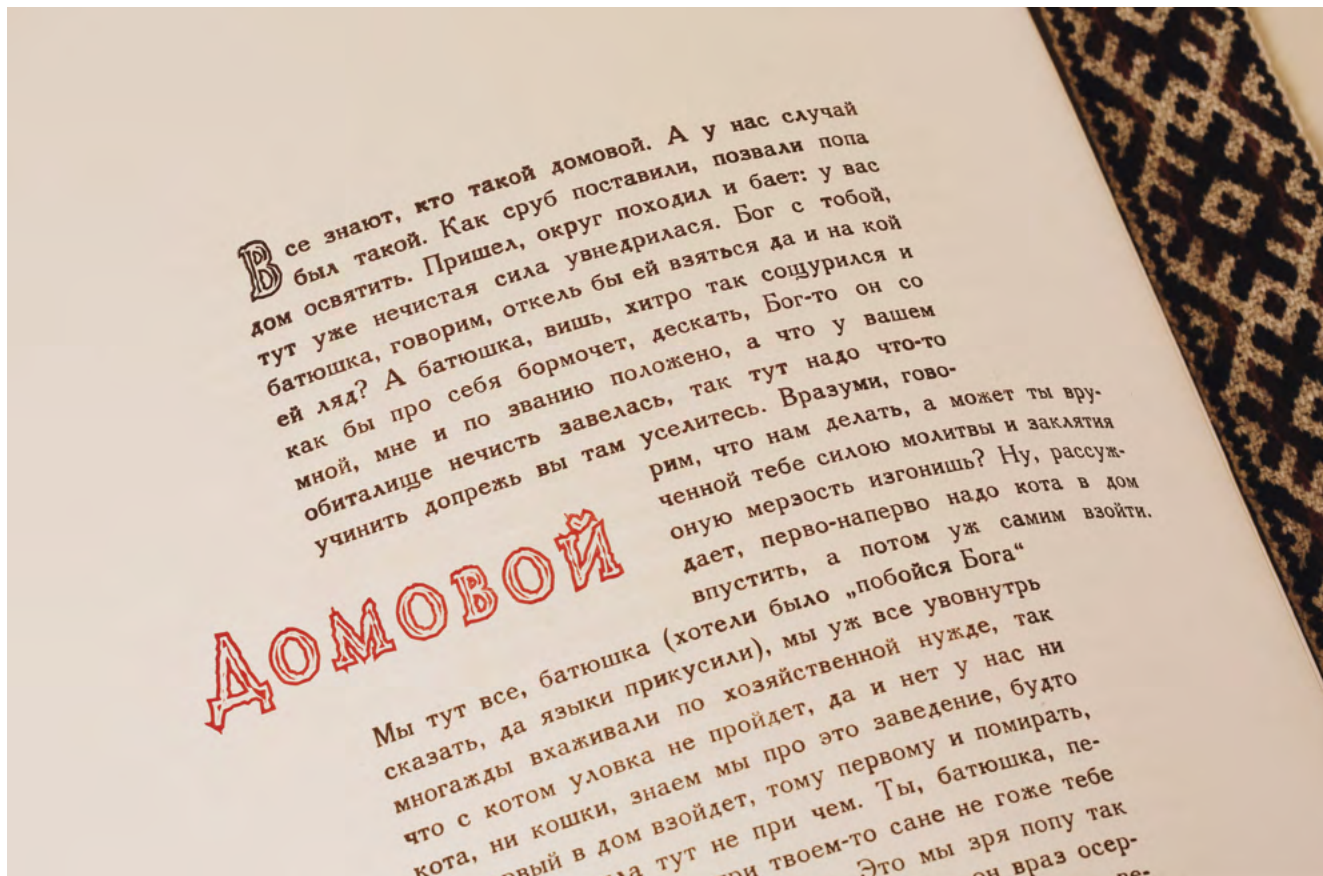 Все знают, кто такой домовой. А у нас случай
был такой. Как сруб поставили, позвали попа
дом освятить. Пришел, округ походил и бает: у вас
тут уже нечистая сила увнедрилася. Бог с тобой,
батюшка, говорим, откель бы ей взяться да и на кой
ей ляд? А батюшка, вишь, хитро так сощурился и
как бы про себя бормочет, дескать, Бог-то он со
мной, мне и по званию положено, а что у вашем
обиталище нечисть завелась, так тут надо что-то
учинить допрежь вы там уселитесь. Вразуми, гово-
рим, что нам делать, а может ты вру-
ченной тебе силою молитвы и заклятия
оную мерзость изгонишь? Ну, рассуж-
дает, перво-наперво надо кота в дом
впустить, а потом уж самим взойти.
Домовой
Мы тут все, батюшка (хотели было „побойся Бога“
сказать, да языки прикусили), мы уж все увовнутрь
многажды вхаживали по хозяйственной нужде, так
что с котом уловка не пройдет, да и нет у нас ни
кота, ни кошки, знаем мы про это заведение, будто
в дом взойдет, тому первому и помирать,
тут не при чем. Ты, батюшка, пе-
твоем-то сане не гоже тебе
Это мы зря попу так
он враз осер-